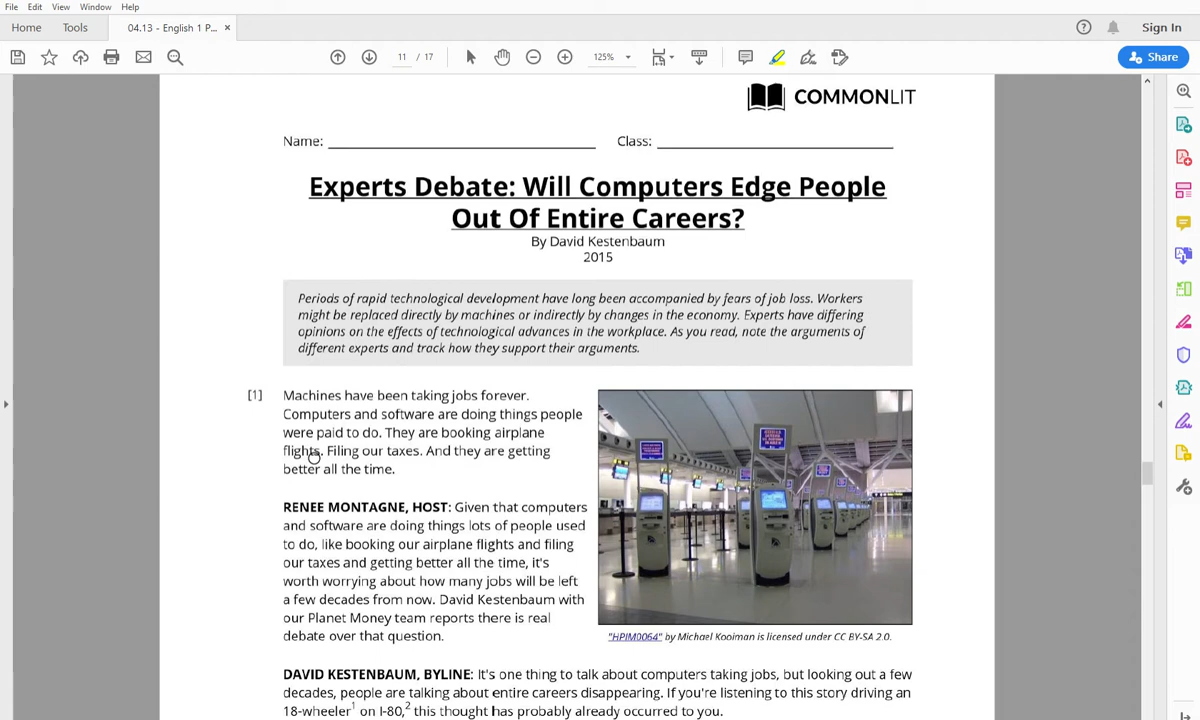 File Edit View Window Help
Home Tools 04.13 - English 1 P... × Sign In
11 / 17 125% Share
COMMONLIT
Name: Class:
Experts Debate: Will Computers Edge People
Out Of Entire Careers?
By David Kestenbaum
2015
Periods of rapid technological development have long been accompanied by fears of job loss. Workers
might be replaced directly by machines or indirectly by changes in the economy. Experts have differing
opinions on the effects of technological advances in the workplace. As you read, note the arguments of
different experts and track how they support their arguments.
[1] Machines have been taking jobs forever.
Computers and software are doing things people
were paid to do. They are booking airplane
flights. Filing our taxes. And they are getting
better all the time.
RENEE MONTAGNE, HOST: Given that computers
and software are doing things lots of people used
to do, like booking our airplane flights and filing
our taxes and getting better all the time, it's
worth worrying about how many jobs will be left
a few decades from now. David Kestenbaum with
our Planet Money team reports there is real
debate over that question.
"HPIM0064" by Michael Kooiman is licensed under CC BY-SA 2.0.
DAVID KESTENBAUM, BYLINE: It's one thing to talk about computers taking jobs, but looking out a few
decades, people are talking about entire careers disappearing. If you're listening to this story driving an
18-wheeler1 on I-80,2 this thought has probably already occurred to you.